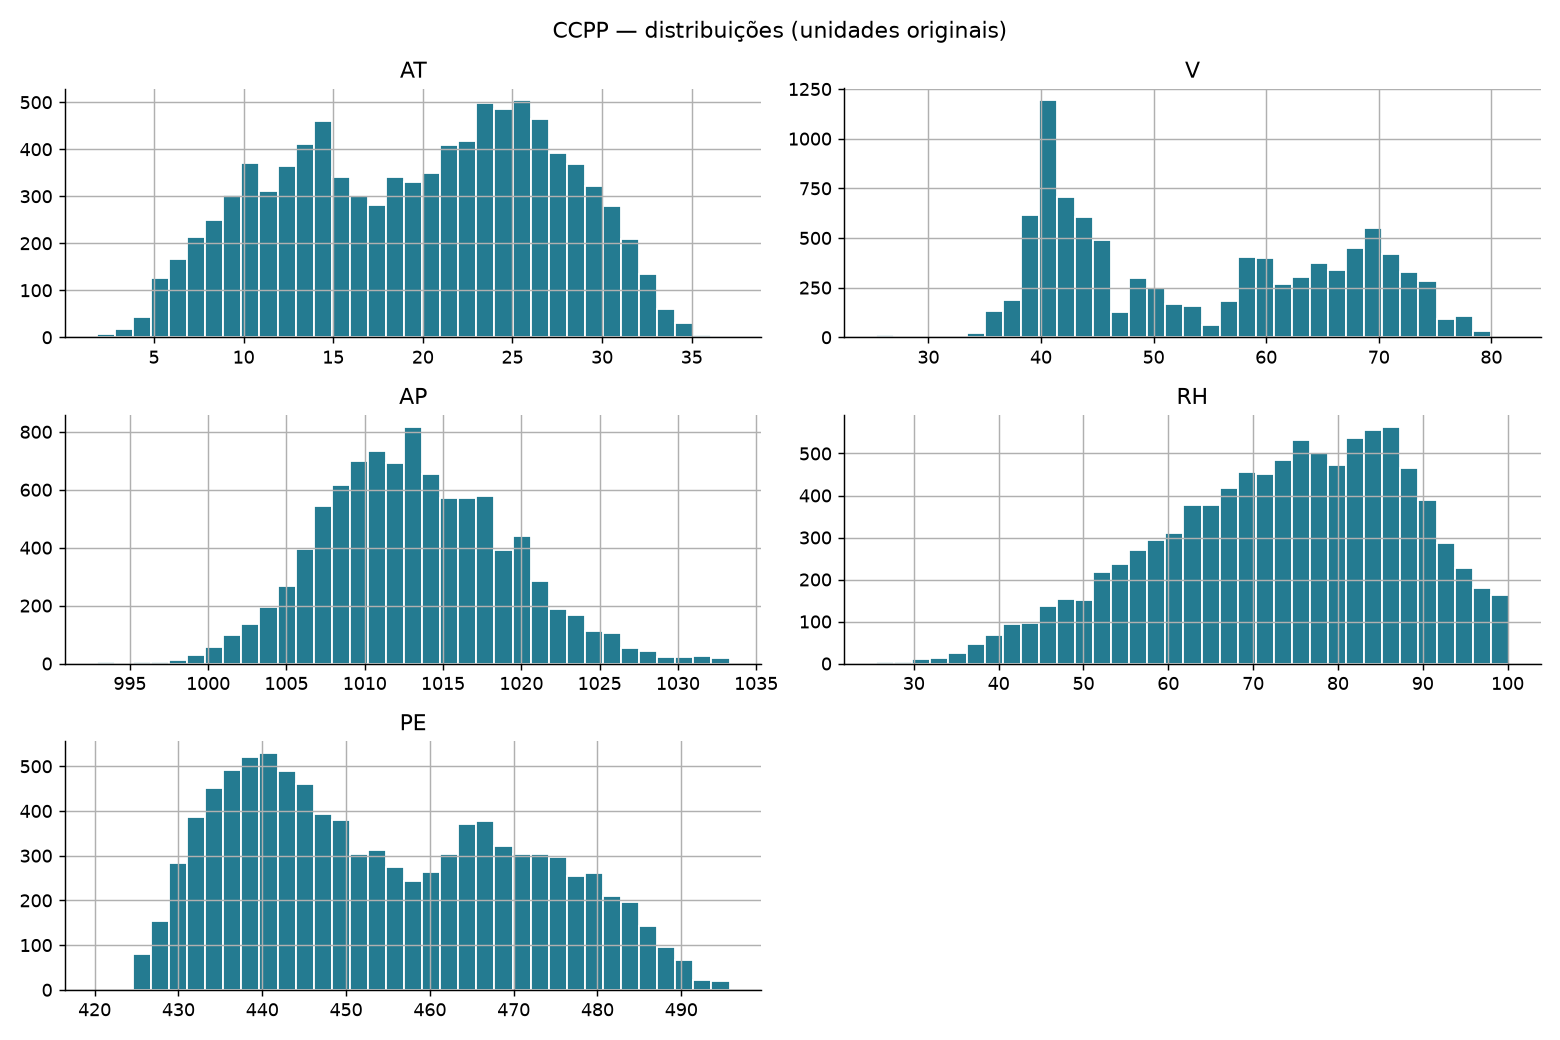 CCPP — distribuições (unidades originais)
AT
500
400
300
200
100
0
5 10 15 20 25 30 35
V
1250
1000
750
500
250
0
30 40 50 60 70 80
AP
800
600
400
200
0
995 1000 1005 1010 1015 1020 1025 1030 1035
RH
500
400
300
200
100
0
30 40 50 60 70 80 90 100
PE
500
400
300
200
100
0
420 430 440 450 460 470 480 490